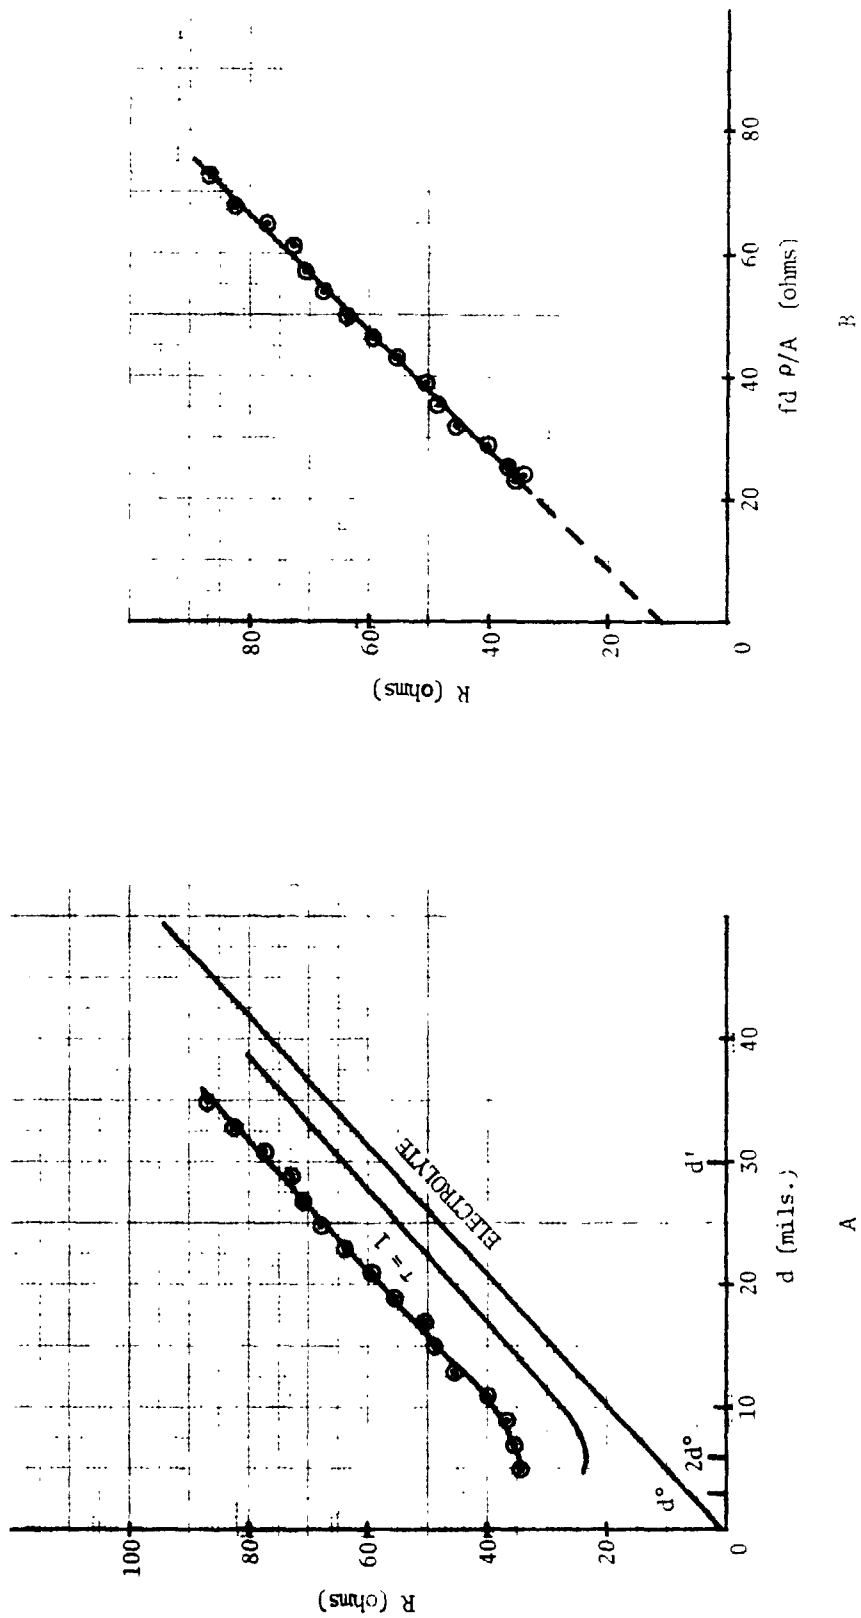 R (ohms)
100
80
60
40
20
0
10
20
30
40
d°
2d°
d'
d (mils.)
τ = 1
ELECTROLYTE
A
R (ohms)
80
60
40
20
0
20
40
60
80
fd ρ/A (ohms)
B